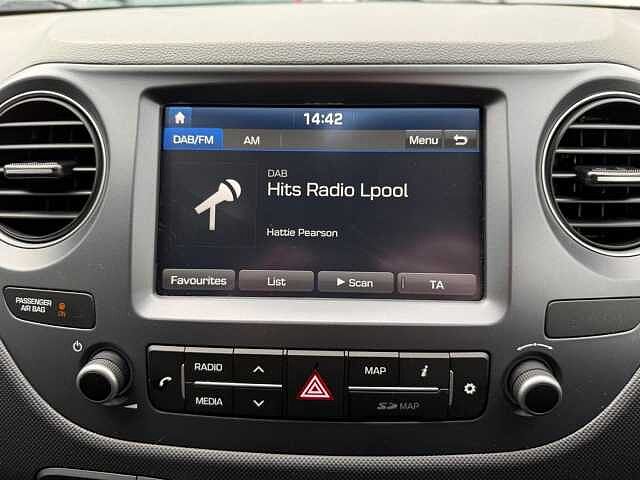 14:42
DAB/FM AM Menu
DAB
Hits Radio Lpool
Hattie Pearson
Favourites List Scan TA
PASSENGER
AIR BAG
ON
RADIO MAP i
MEDIA SD MAP